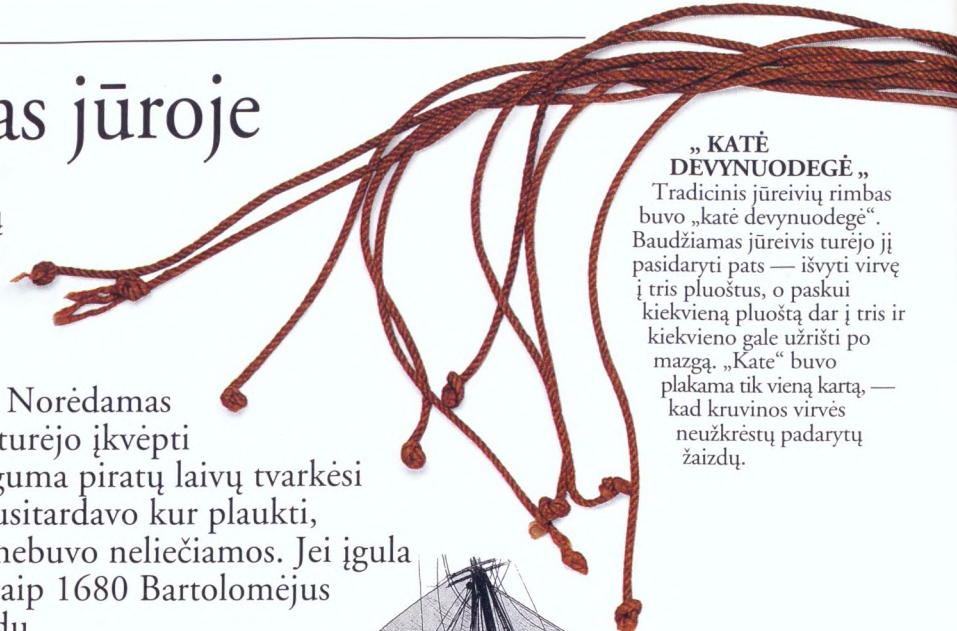 as jūroje
Norėdamas
turėjo įkvėpti
guma piratų laivų tvarkėsi
usitardavo kur plaukti,
nebuvo neliečiamos. Jei įgula
aip 1680 Bartolomėjus
„ KATĖ
DEVYNUODEGĖ „
Tradicinis jūreivių rimbas
buvo „katė devynuodegė“.
Baudžiamas jūreivis turėjo jį
pasidaryti pats — išvyti virvę
į tris pluoštus, o paskui
kiekvieną pluoštą dar į tris ir
kiekvieno gale užrišti po
mazgą. „Kate“ buvo
plakama tik vieną kartą, —
kad kruvinos virvės
neužkrėstų padarytų
žaizdų.